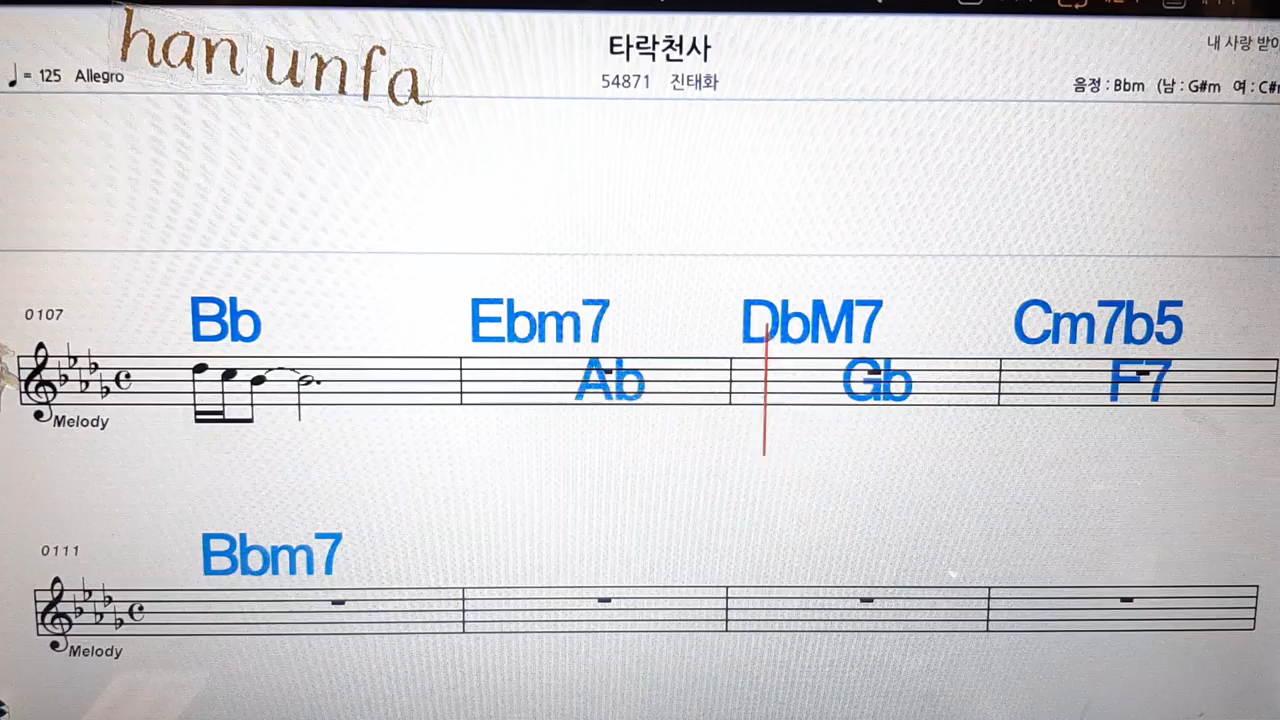 han unfa
타락천사
내 사랑 받아
♩= 125 Allegro
54871 진태화
음정 : Bbm (남 : G#m 여 : C#m
0107
Bb Ebm7 DbM7 Cm7b5
Ab Gb F7
Melody
0111
Bbm7
Melody